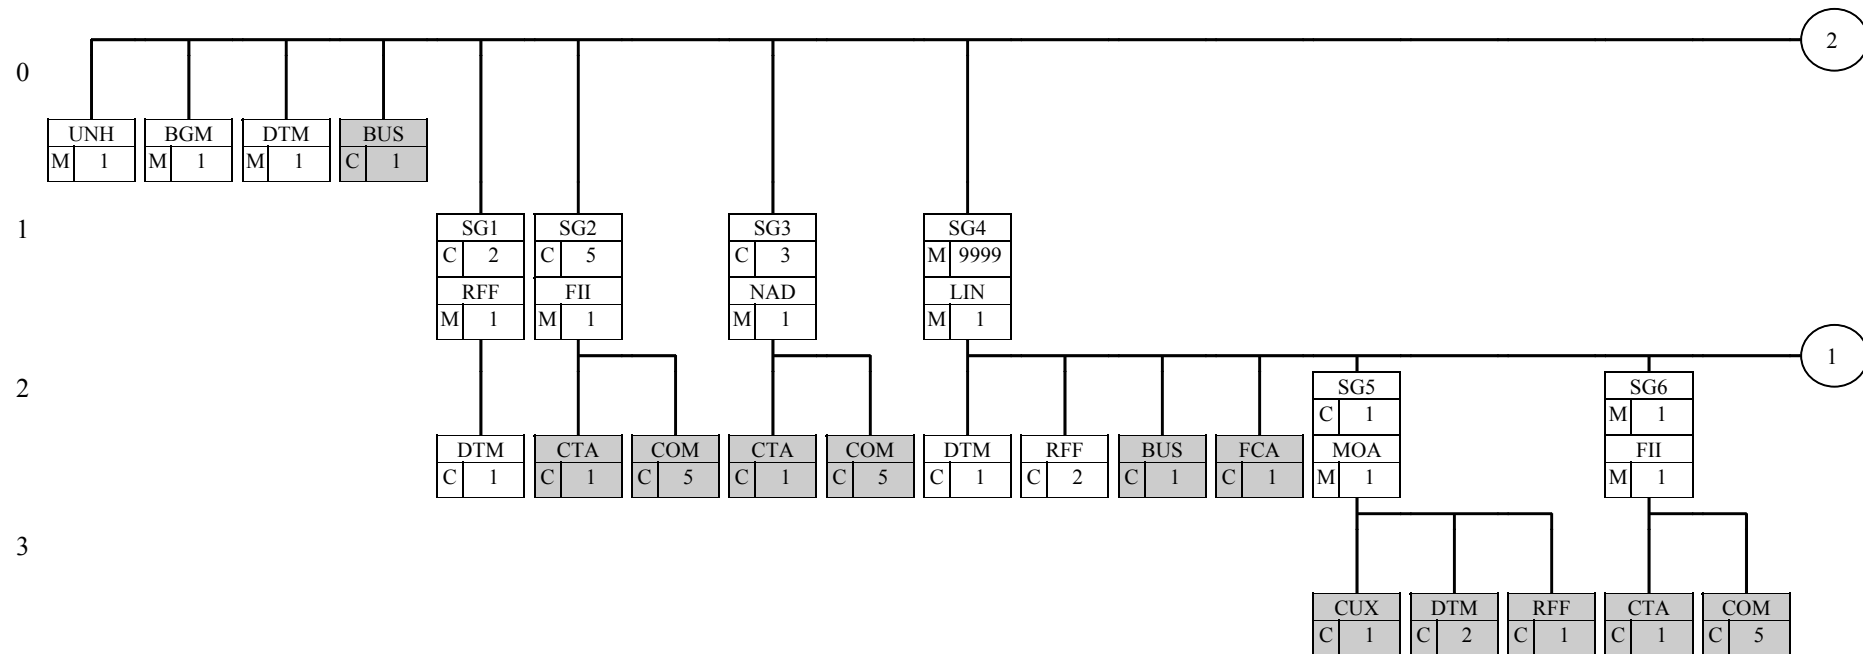 2
0
UNH BGM DTM BUS
M 1 M 1 M 1 C 1
1
SG1 SG2 SG3 SG4
C 2 C 5 C 3 M 9999
RFF FII NAD LIN
M 1 M 1 M 1 M 1
1
2
SG5 SG6
C 1 M 1
DTM CTA COM CTA COM DTM RFF BUS FCA MOA FII
C 1 C 1 C 5 C 1 C 5 C 1 C 2 C 1 C 1 M 1 M 1
3
CUX DTM RFF CTA COM
C 1 C 2 C 1 C 1 C 5